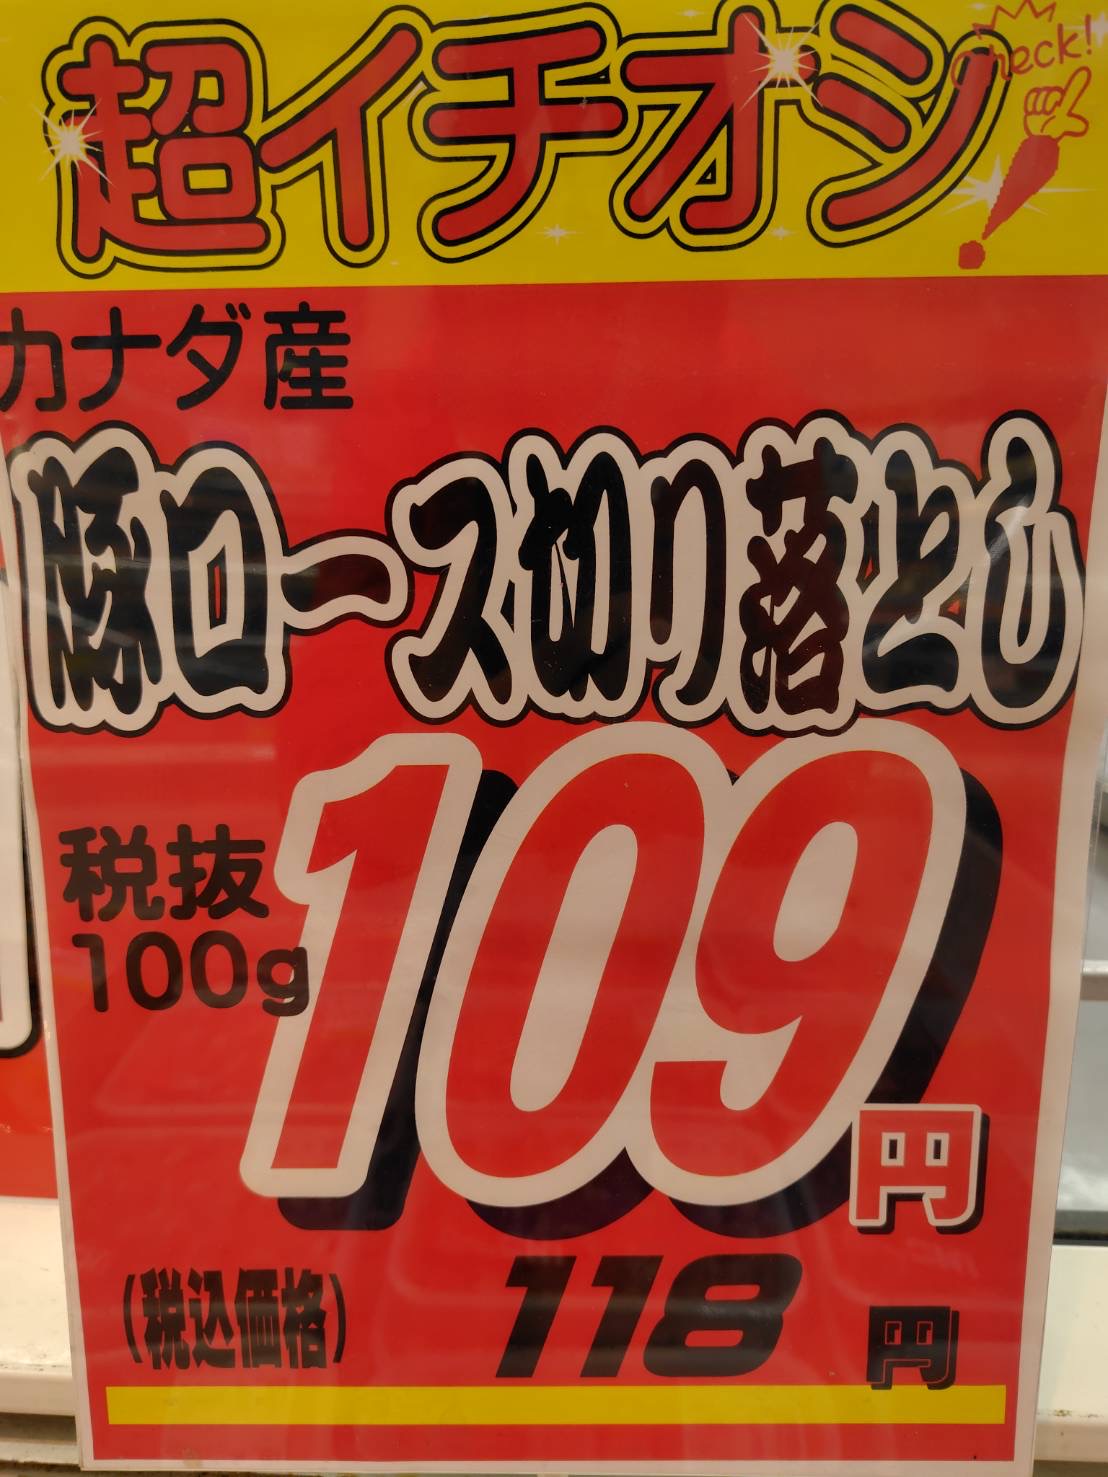 超イチオシ
check!
カナダ産
豚ロース切り落とし
税抜
100g
109円
(税込価格) 118円